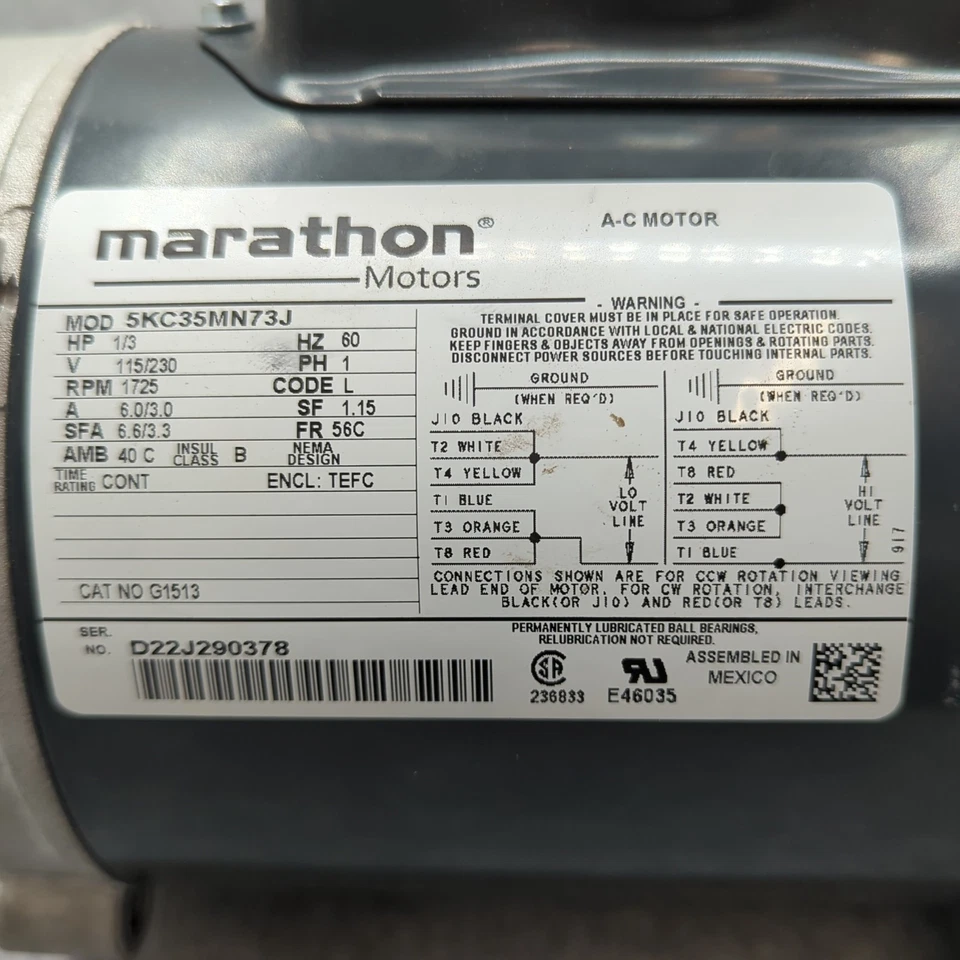 marathon®
Motors
A-C MOTOR
MOD 5KC35MN73J
HP 1/3 HZ 60
V 115/230 PH 1
RPM 1725 CODE L
A 6.0/3.0 SF 1.15
SFA 6.6/3.3 FR 56C
AMB 40 C INSUL CLASS B NEMA DESIGN
TIME RATING CONT ENCL: TEFC
CAT NO G1513
- WARNING -
TERMINAL COVER MUST BE IN PLACE FOR SAFE OPERATION.
GROUND IN ACCORDANCE WITH LOCAL & NATIONAL ELECTRIC CODES.
KEEP FINGERS & OBJECTS AWAY FROM OPENINGS & ROTATING PARTS.
DISCONNECT POWER SOURCES BEFORE TOUCHING INTERNAL PARTS.
GROUND
(WHEN REQ'D)
J10 BLACK
T2 WHITE
T4 YELLOW
T1 BLUE
T3 ORANGE
T8 RED
LO
VOLT
LINE
GROUND
(WHEN REQ'D)
J10 BLACK
T4 YELLOW
T8 RED
T2 WHITE
T3 ORANGE
T1 BLUE
HI
VOLT
LINE
917
CONNECTIONS SHOWN ARE FOR CCW ROTATION VIEWING
LEAD END OF MOTOR. FOR CW ROTATION, INTERCHANGE
BLACK(OR J10) AND RED(OR T8) LEADS.
SER.
NO. D22J290378
PERMANENTLY LUBRICATED BALL BEARINGS,
RELUBRICATION NOT REQUIRED.
236833
E46035
ASSEMBLED IN
MEXICO